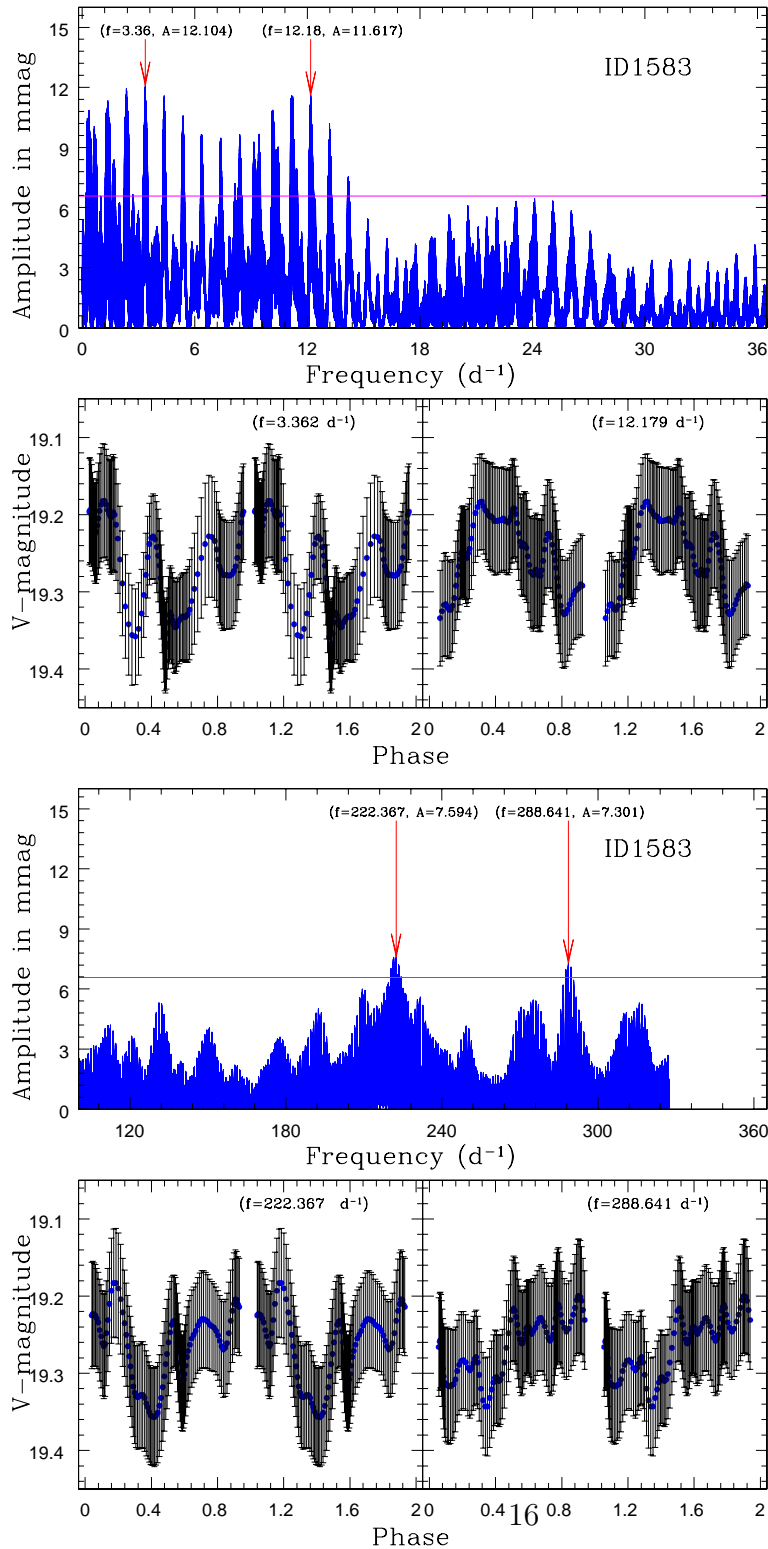 (f=3.36, A=12.104) (f=12.18, A=11.617)
ID1583
Amplitude in mmag
15
12
9
6
3
0
0 6 12 18 24 30 36
Frequency (d⁻¹)
(f=3.362 d⁻¹) (f=12.179 d⁻¹)
V−magnitude
19.1
19.2
19.3
19.4
0 0.4 0.8 1.2 1.6 2 0 0.4 0.8 1.2 1.6 2
Phase
(f=222.367, A=7.594) (f=288.641, A=7.301)
ID1583
Amplitude in mmag
15
12
9
6
3
0
120 180 240 300 360
Frequency (d⁻¹)
(f=222.367 d⁻¹) (f=288.641 d⁻¹)
V−magnitude
19.1
19.2
19.3
19.4
0 0.4 0.8 1.2 1.6 2 0 0.4 0.8 1.2 1.6 2
16
Phase